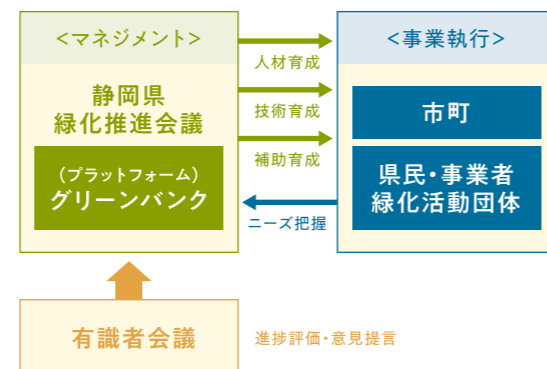 <マネジメント>
静岡県
緑化推進会議
(プラットフォーム)
グリーンバンク
人材育成
技術育成
補助育成
ニーズ把握
<事業執行>
市町
県民・事業者
緑化活動団体
有識者会議
進捗評価・意見提言